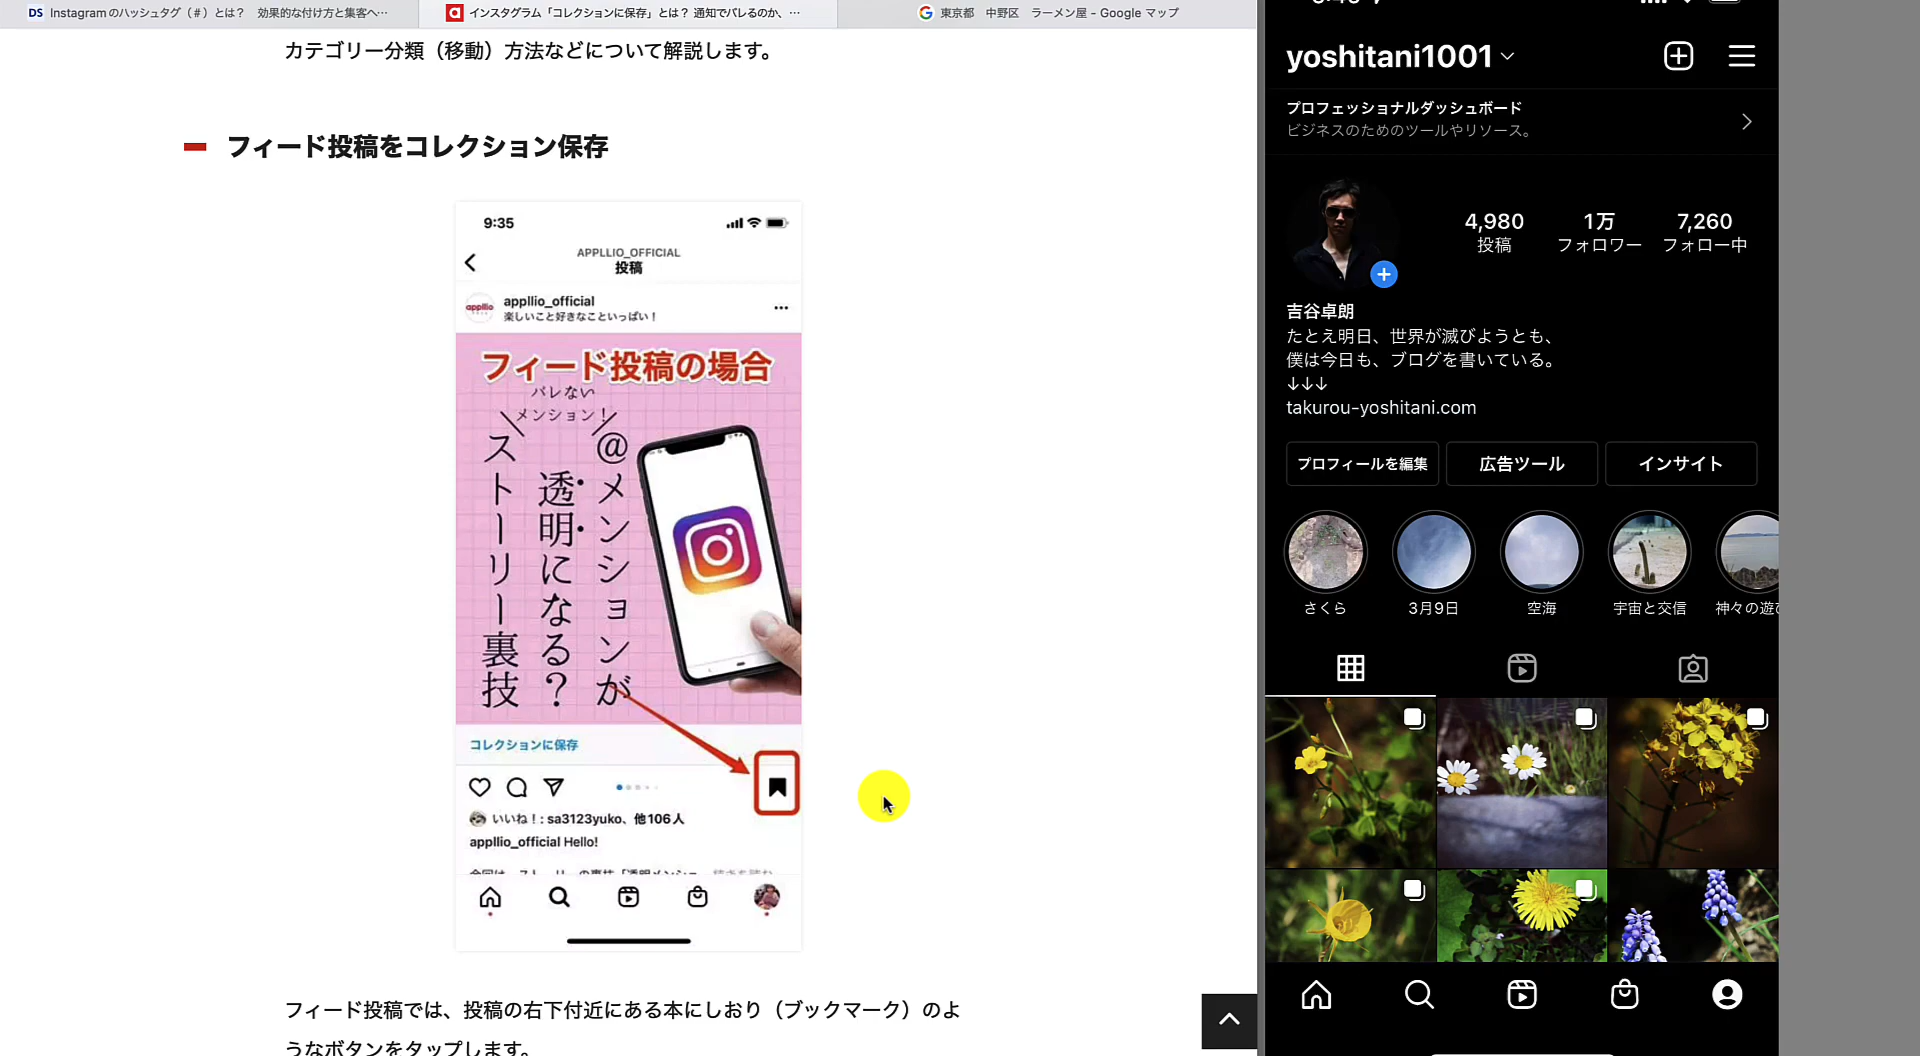 DS Instagramのハッシュタグ（#）とは？ 効果的な付け方と集客へ…
a インスタグラム「コレクションに保存」とは？ 通知でバレるのか、…
G 東京都 中野区 ラーメン屋 - Google マップ
カテゴリー分類（移動）方法などについて解説します。
フィード投稿をコレクション保存
9:35
APPLLIO_OFFICIAL
投稿
appllio
appllio_official
楽しいこと好きなこといっぱい！
フィード投稿の場合
バレない
メンション！
@メンションが
透明になる？
ストーリー裏技
コレクションに保存
いいね！: sa3123yuko、他106人
appllio_official Hello!
フィード投稿では、投稿の右下付近にある本にしおり（ブックマーク）のよ
うなボタンをタップします。
yoshitani1001
プロフェッショナルダッシュボード
ビジネスのためのツールやリソース。
4,980 1万 7,260
投稿 フォロワー フォロー中
吉谷卓朗
たとえ明日、世界が滅びようとも、
僕は今日も、ブログを書いている。
↓↓↓
takurou-yoshitani.com
プロフィールを編集 広告ツール インサイト
さくら 3月9日 空海 宇宙と交信 神々の遊び